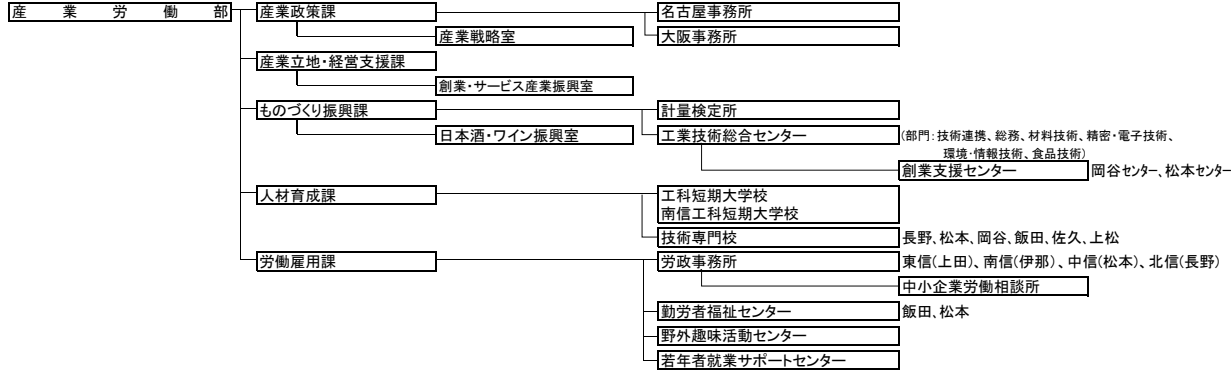 産業労働部 産業政策課 名古屋事務所
産業戦略室 大阪事務所
産業立地・経営支援課
創業・サービス産業振興室
ものづくり振興課 計量検定所
日本酒・ワイン振興室 工業技術総合センター (部門:技術連携、総務、材料技術、精密・電子技術、
環境・情報技術、食品技術)
創業支援センター 岡谷センター、松本センター
人材育成課 工科短期大学校
南信工科短期大学校
技術専門校 長野、松本、岡谷、飯田、佐久、上松
労働雇用課 労政事務所 東信(上田)、南信(伊那)、中信(松本)、北信(長野)
中小企業労働相談所
勤労者福祉センター 飯田、松本
野外趣味活動センター
若年者就業サポートセンター